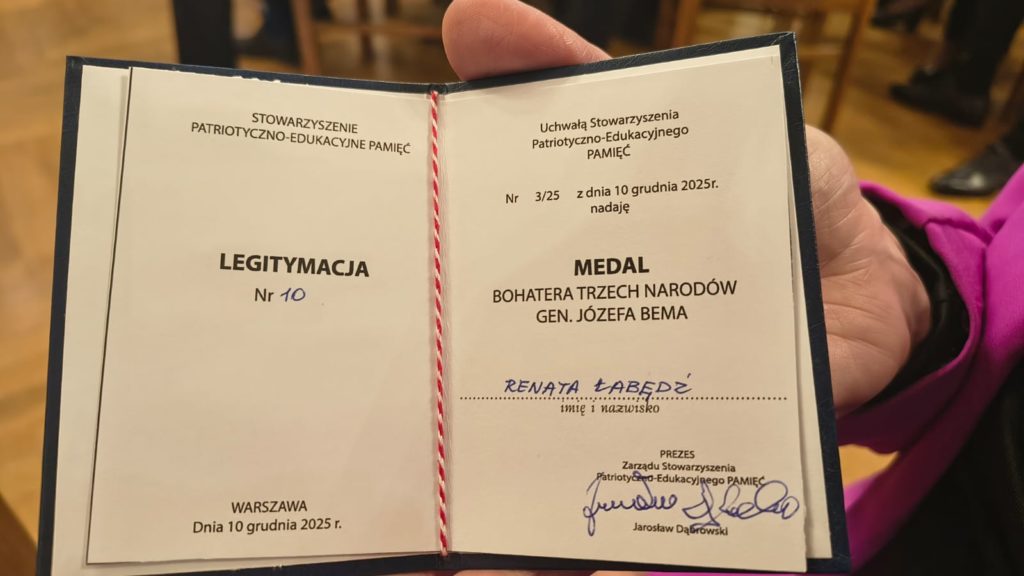 STOWARZYSZENIE
PATRIOTYCZNO-EDUKACYJNE PAMIĘĆ
LEGITYMACJA
Nr 10
WARSZAWA
Dnia 10 grudnia 2025 r.
Uchwałą Stowarzyszenia
Patriotyczno-Edukacyjnego
PAMIĘĆ
Nr 3/25 z dnia 10 grudnia 2025r.
nadaję
MEDAL
BOHATERA TRZECH NARODÓW
GEN. JÓZEFA BEMA
RENATA ŁABĘDŹ
imię i nazwisko
PREZES
Zarządu Stowarzyszenia
Patriotyczno-Edukacyjnego PAMIĘĆ
Jarosław Dąbrowski